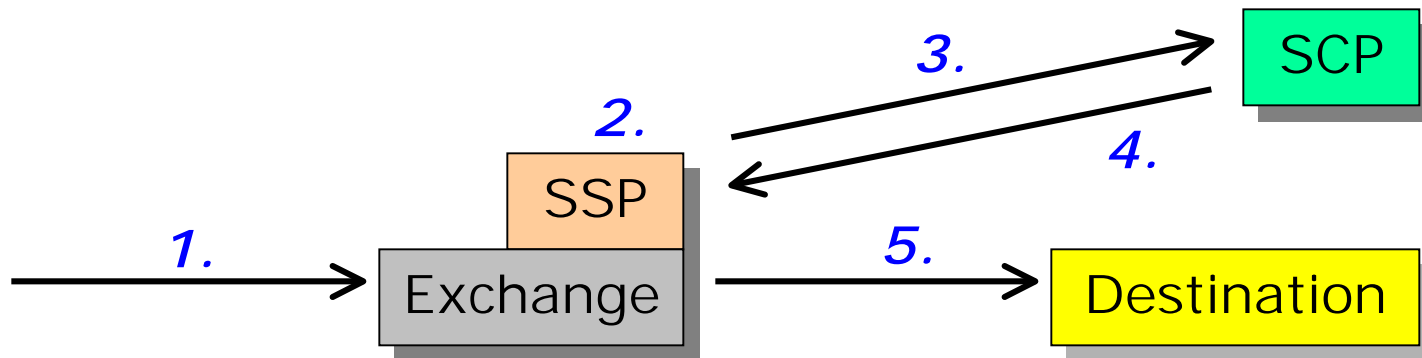 SCP
3.
2.
4.
SSP
1.
5.
Exchange
Destination